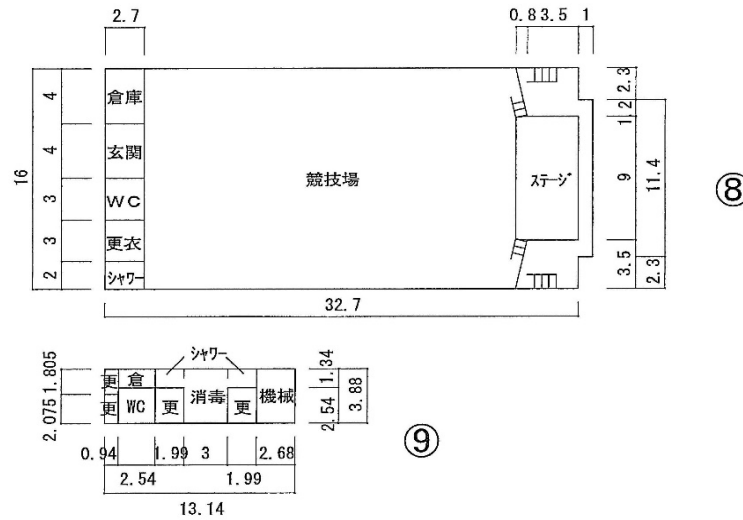 2.7
0.8
3.5
1
倉庫
玄関
WC
更衣
シャワー
競技場
ステージ
4
4
3
3
2
16
2.3
1.2
1.
9
3.5
11.4
2.3
32.7
⑧
シャワー
更
倉
更
WC
更
消毒
更
機械
1.805
2.075
1.34
2.54
3.88
0.94
1.99
3
2.68
2.54
1.99
13.14
⑨